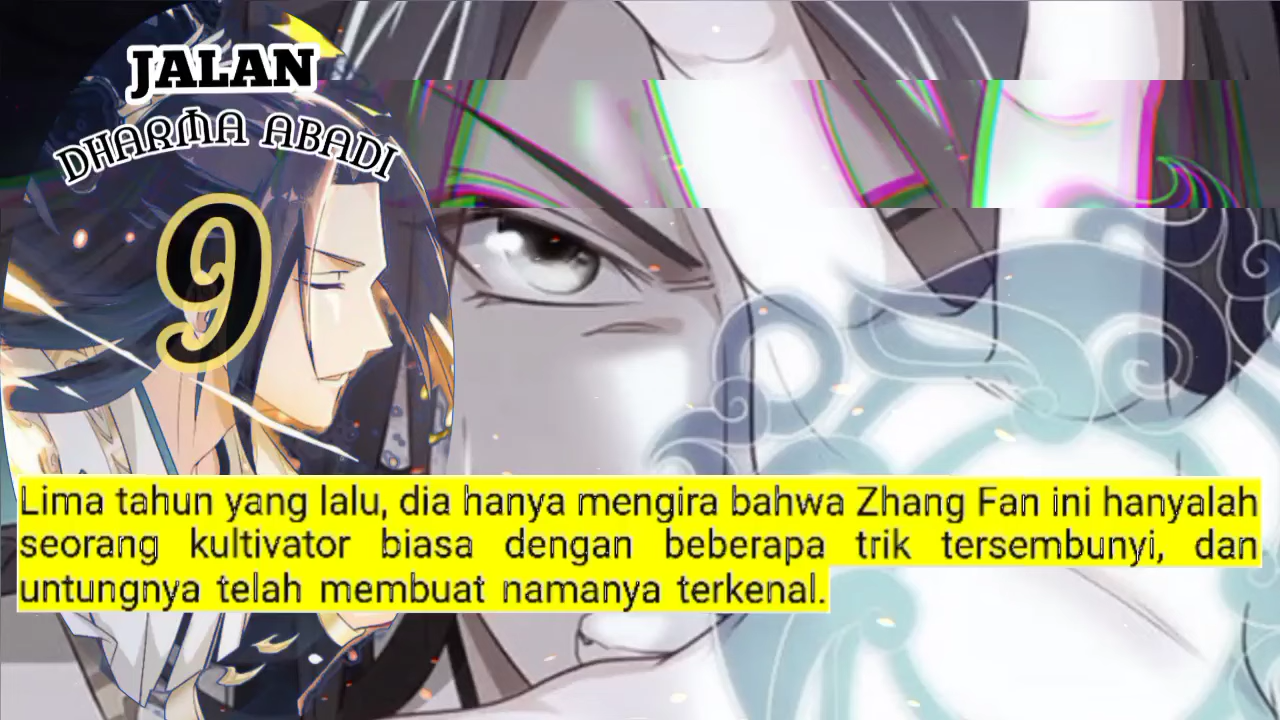 JALAN
DHARMA ABADI
9
Lima tahun yang lalu, dia hanya mengira bahwa Zhang Fan ini hanyalah
seorang kultivator biasa dengan beberapa trik tersembunyi, dan
untungnya telah membuat namanya terkenal.